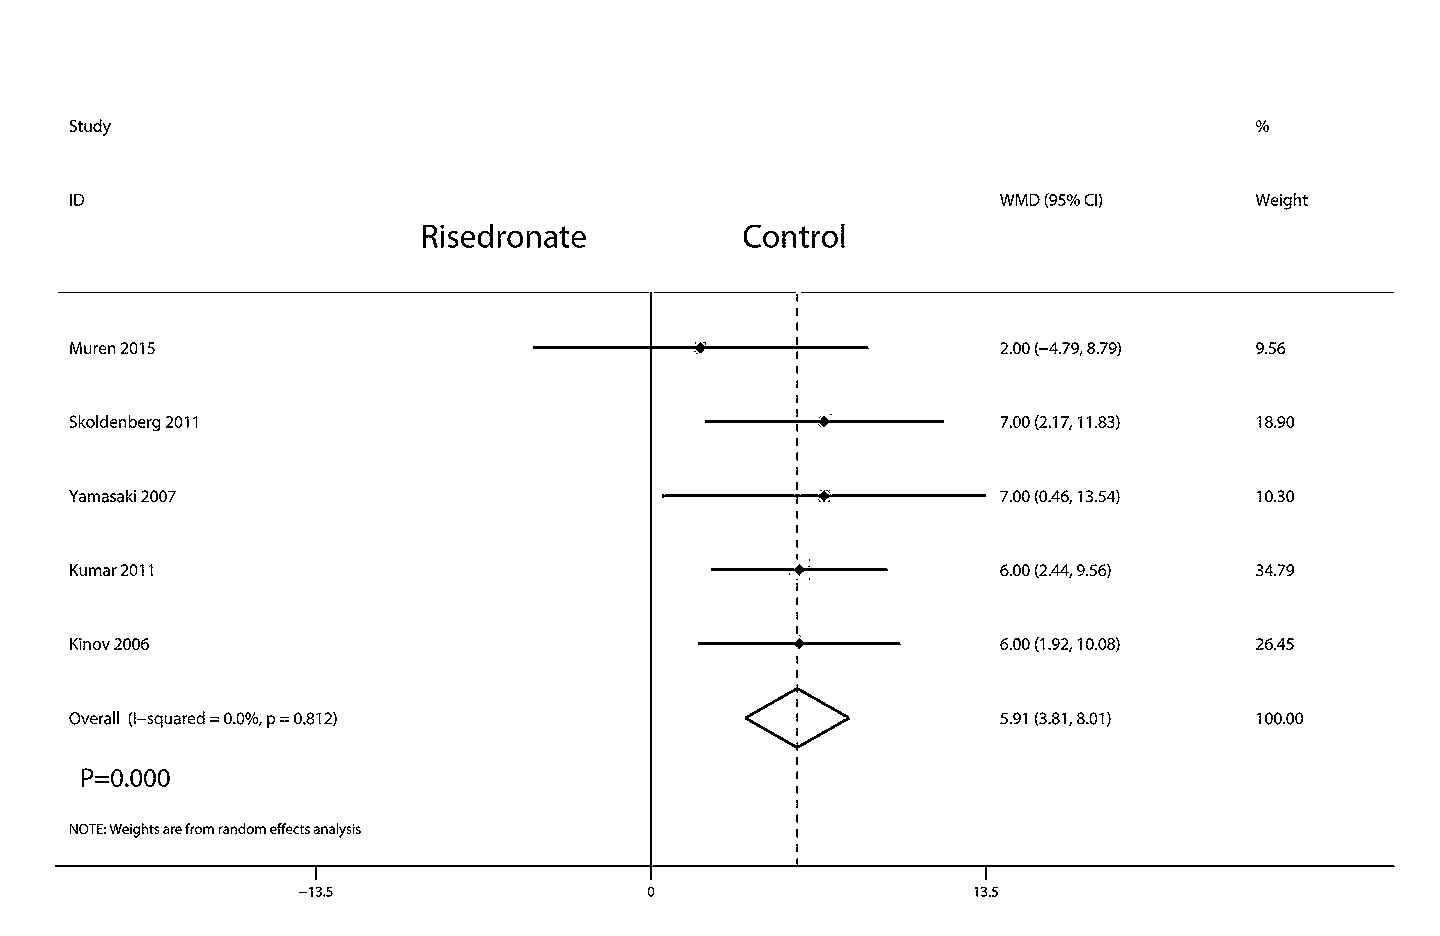 Study %
ID WMD (95% CI) Weight
Risedronate Control
Muren 2015 2.00 (−4.79, 8.79) 9.56
Skoldenberg 2011 7.00 (2.17, 11.83) 18.90
Yamasaki 2007 7.00 (0.46, 13.54) 10.30
Kumar 2011 6.00 (2.44, 9.56) 34.79
Kinov 2006 6.00 (1.92, 10.08) 26.45
Overall (I−squared = 0.0%, p = 0.812) 5.91 (3.81, 8.01) 100.00
P=0.000
NOTE: Weights are from random effects analysis
−13.5 0 13.5